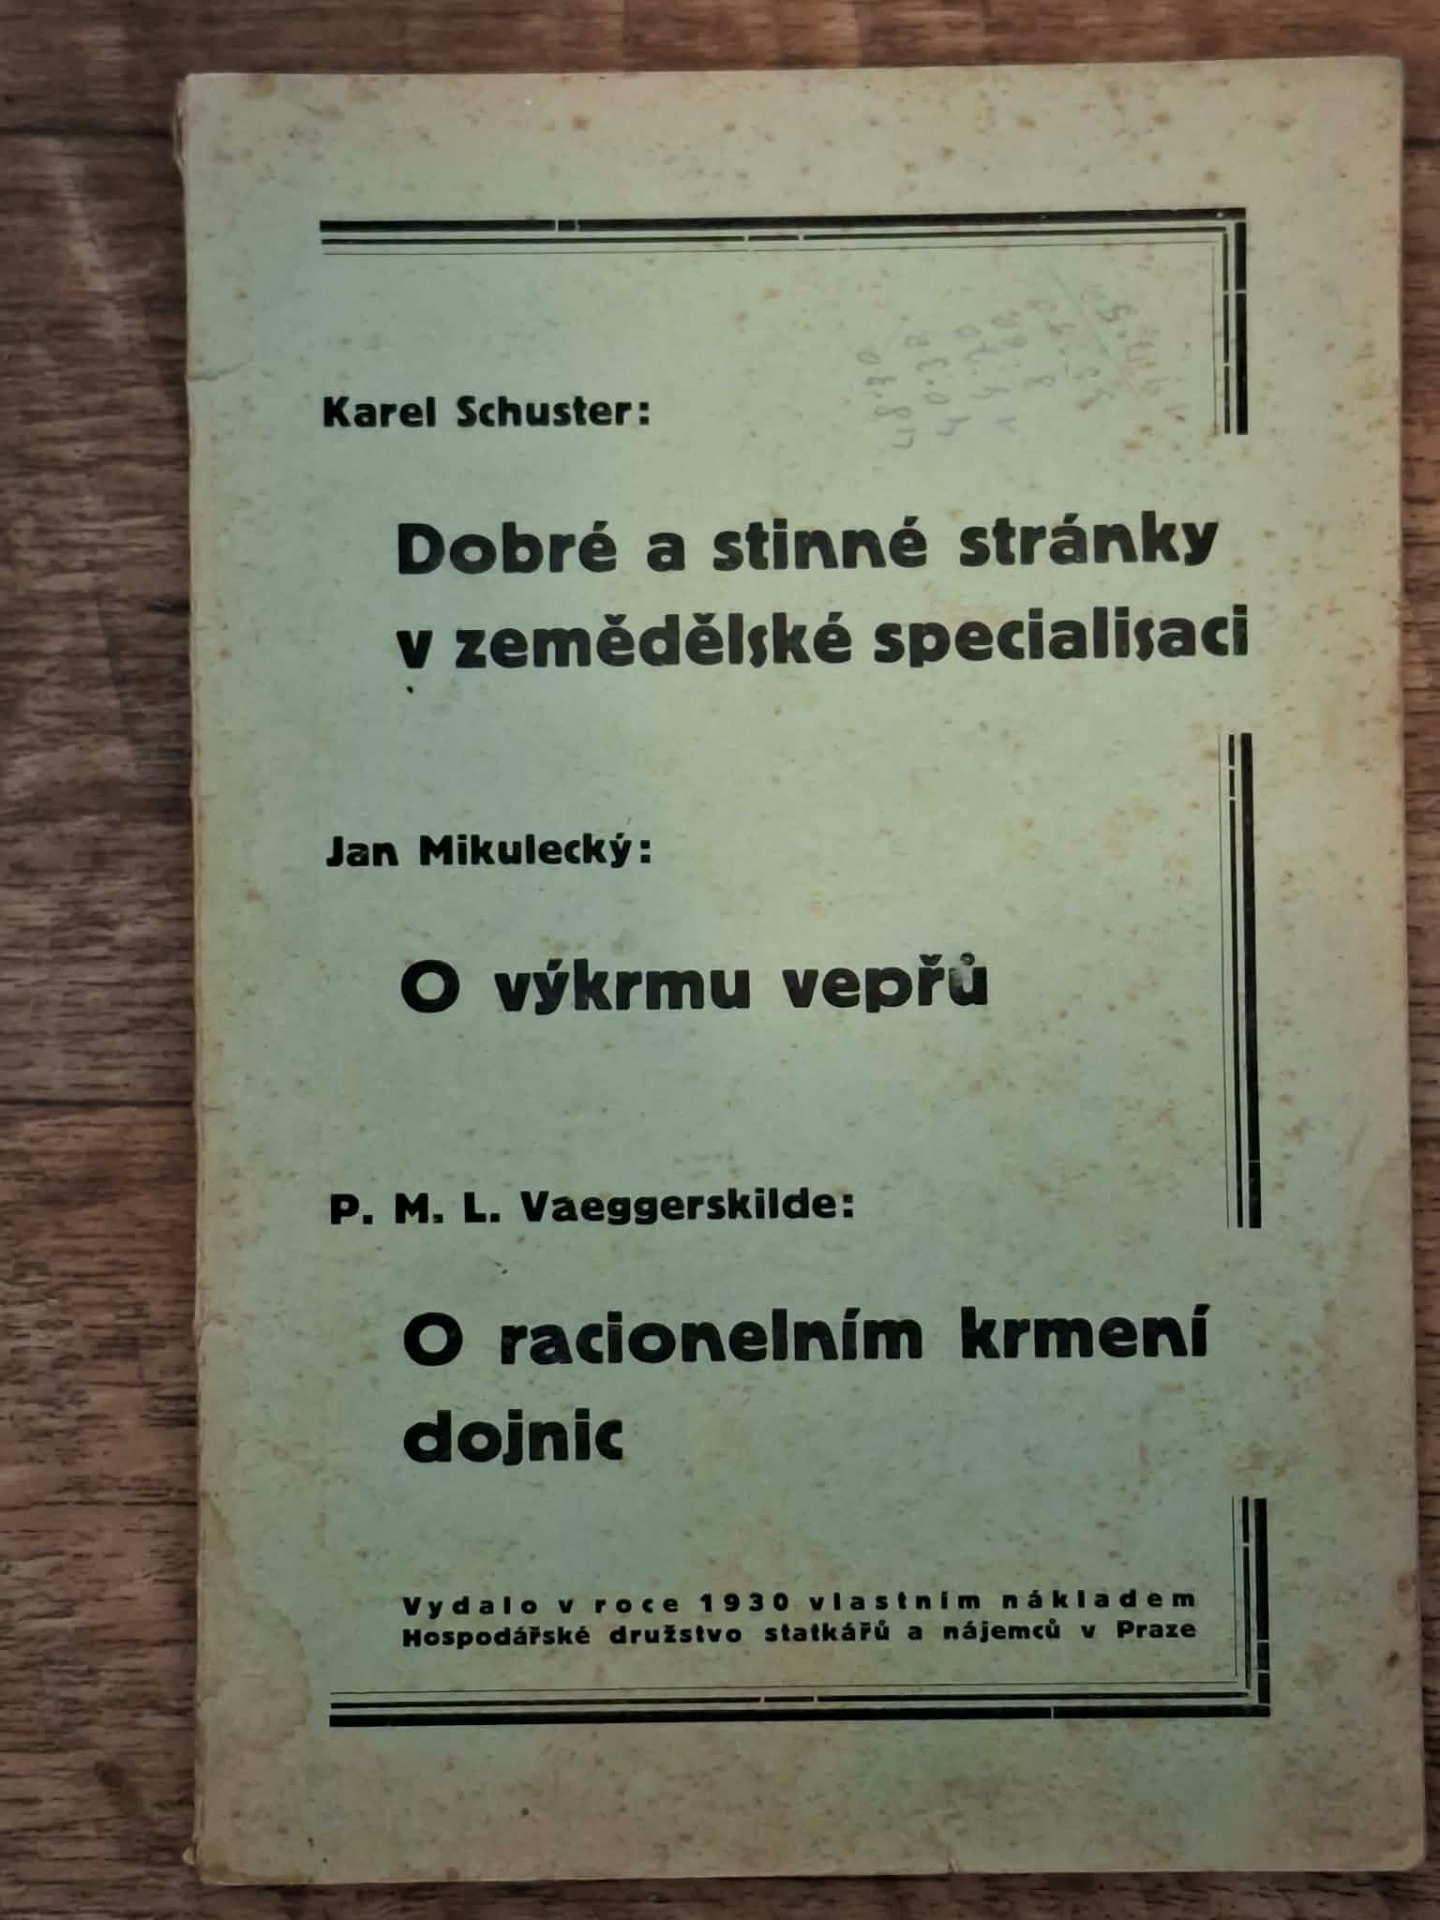 Karel Schuster:
Dobré a stinné stránky
v zemědělské specialisaci
Jan Mikulecký:
O výkrmu vepřů
P. M. L. Vaeggerskilde:
O racionelním krmení
dojnic
Vydalo v roce 1930 vlastním nákladem
Hospodářské družstvo statkářů a nájemců v Praze